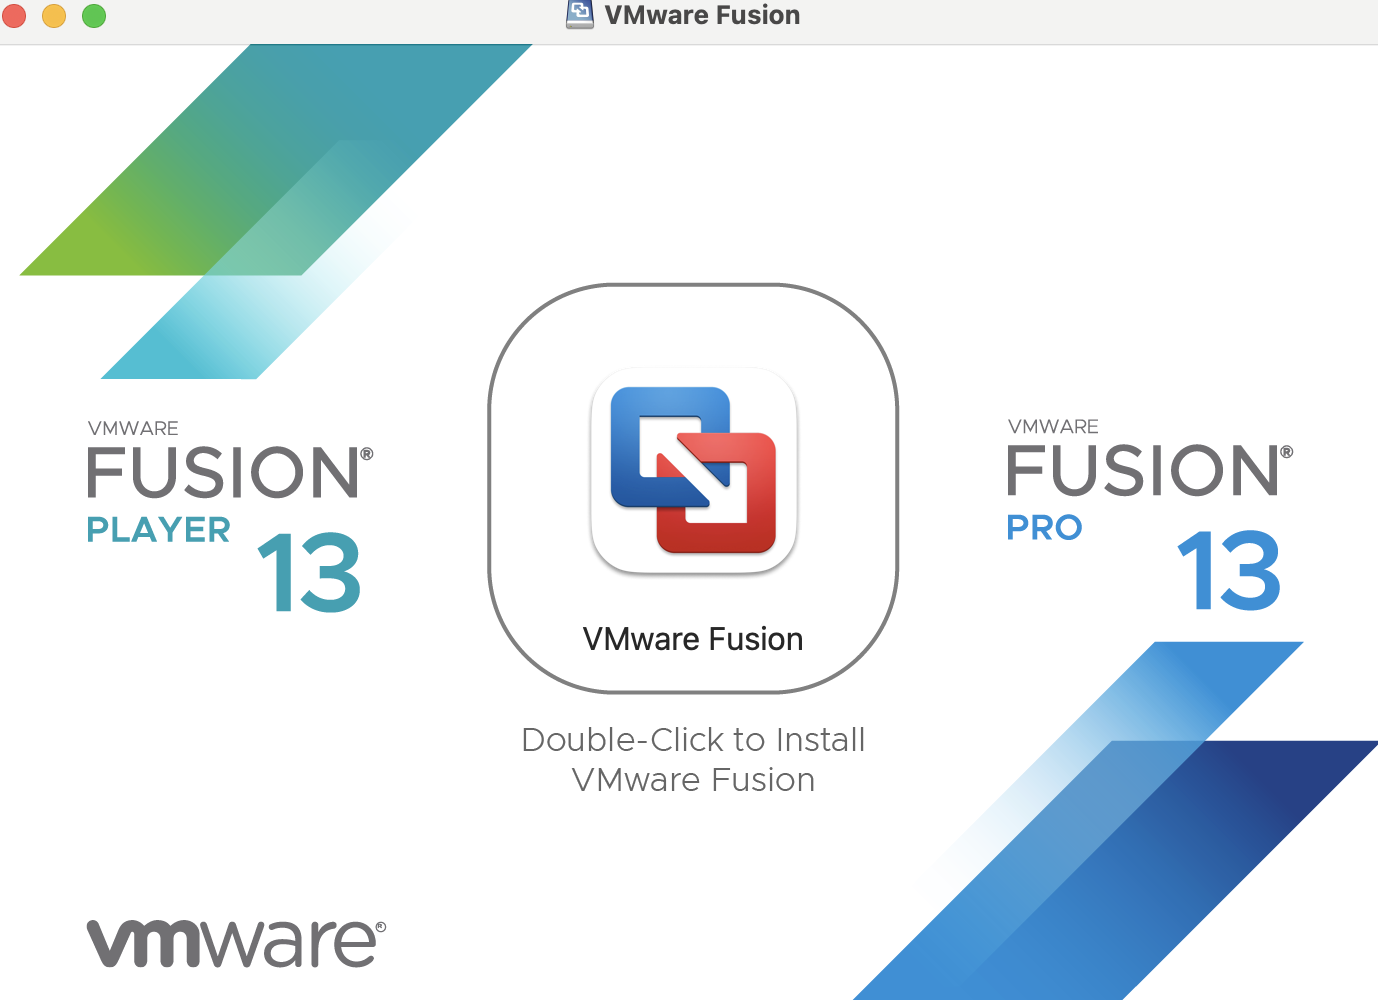 VMware Fusion
VMWARE
FUSION®
PLAYER
13
VMware Fusion
Double-Click to Install
VMware Fusion
VMWARE
FUSION®
PRO
13
vmware®